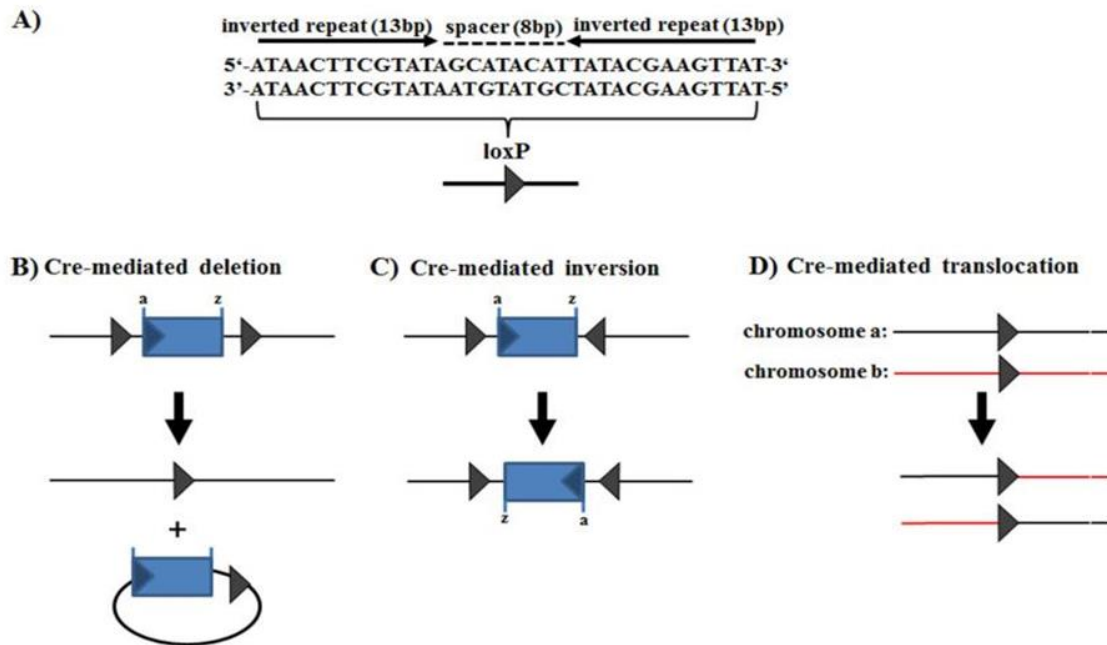 A)
inverted repeat (13bp) spacer (8bp) inverted repeat (13bp)
5‘-ATAACTTCGTATAGCATACATTATACGAAGTTAT-3‘
3’-ATAACTTCGTATAATGTATGCTATACGAAGTTAT-5’
loxP
B) Cre-mediated deletion
a z
+
C) Cre-mediated inversion
a z
z a
D) Cre-mediated translocation
chromosome a:
chromosome b: